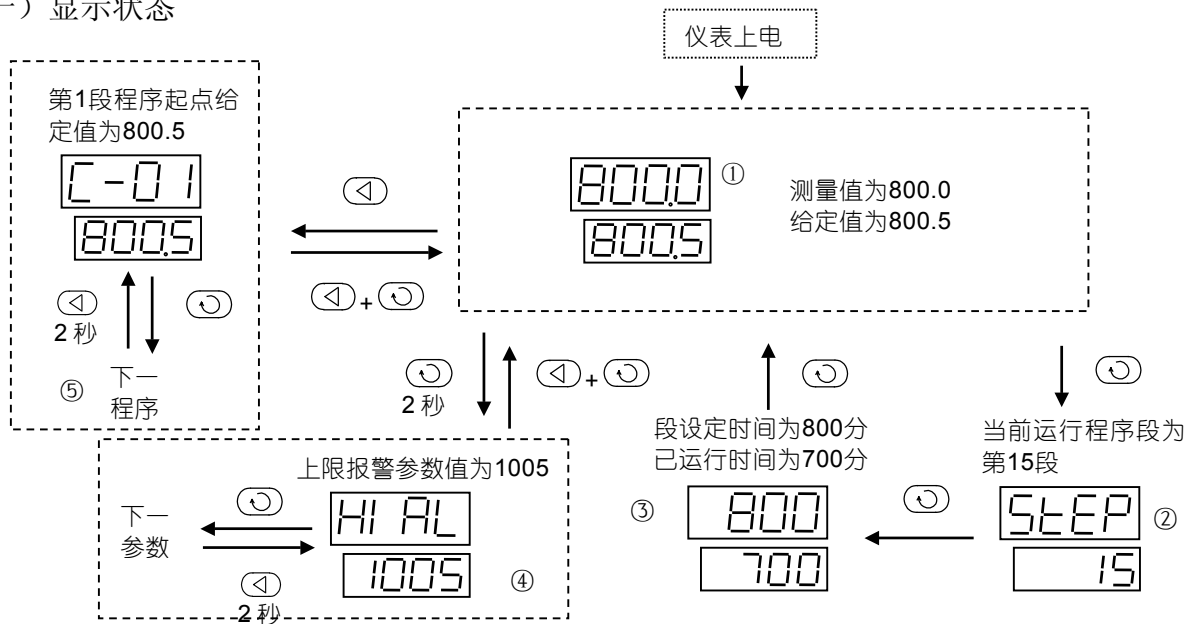 一）显示状态
仪表上电
第1段程序起点给
定值为800.5
C-01
800.5
2 秒
下一
程序
⑤
+
800.0
①
800.5
测量值为800.0
给定值为800.5
2 秒
+
段设定时间为800分
已运行时间为700分
③
800
700
当前运行程序段为
第15段
StEP
②
15
上限报警参数值为1005
下一
参数
HI AL
1005
④
2 秒